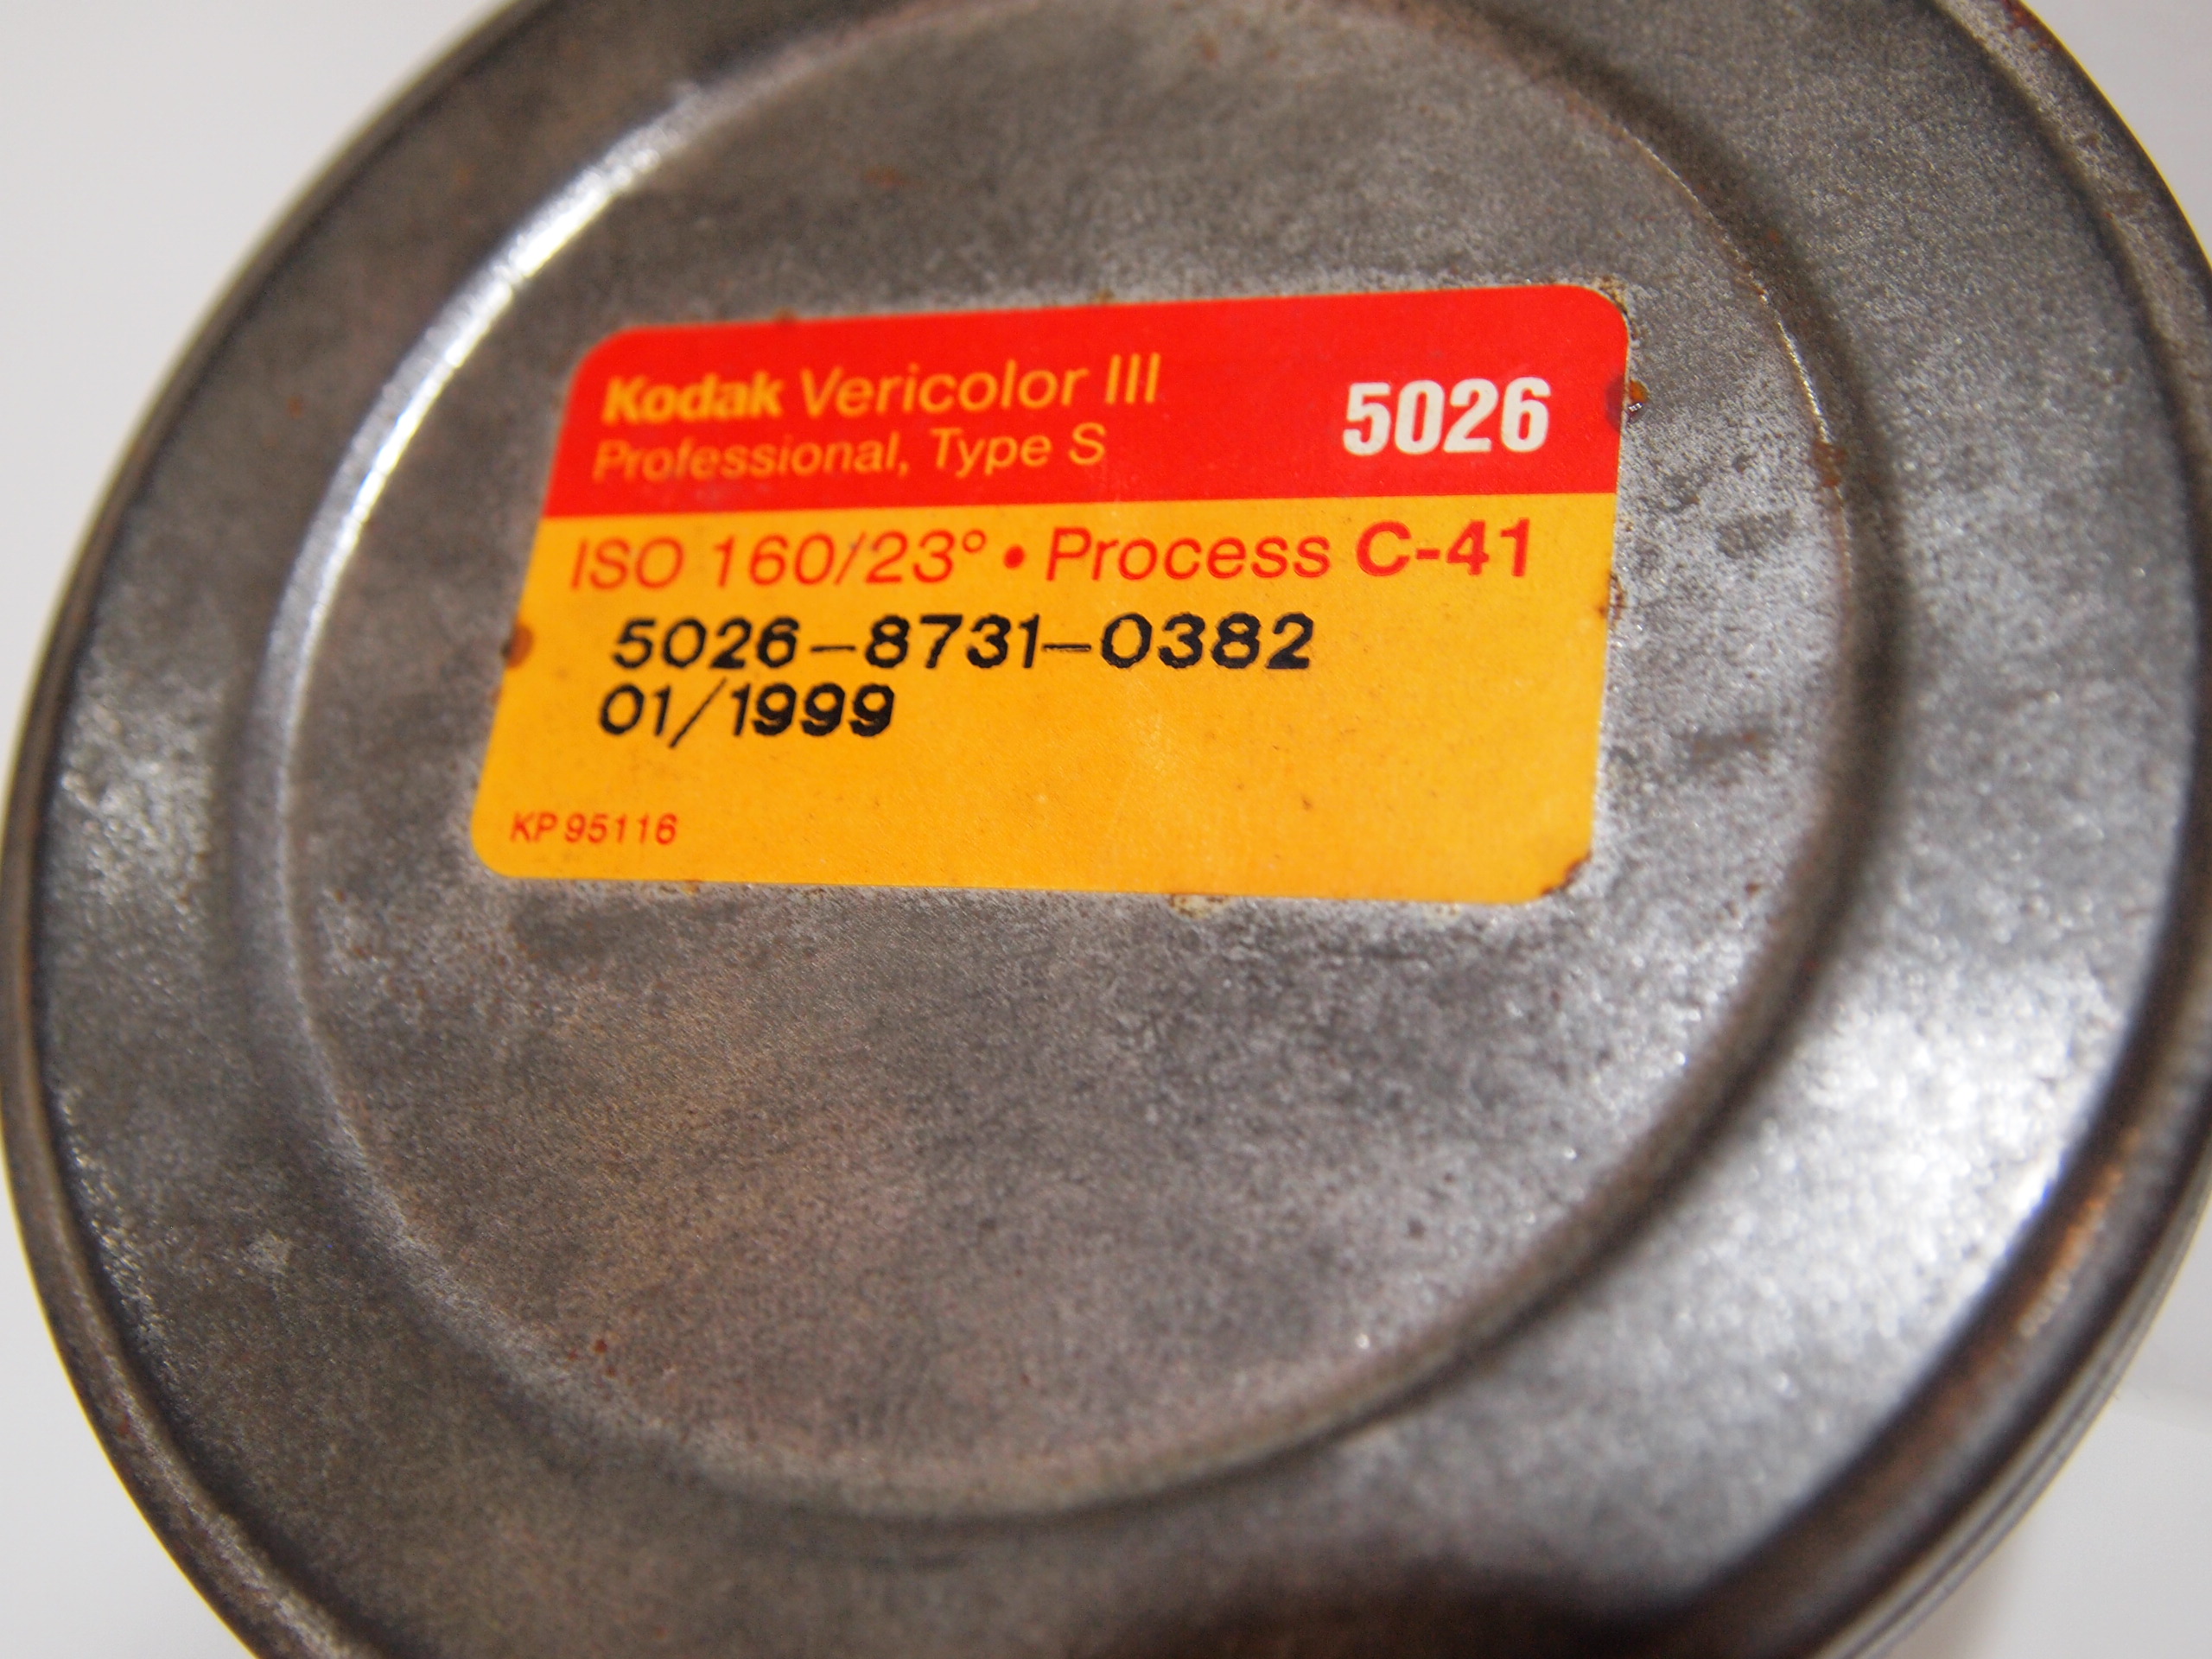 Kodak Vericolor III
Professional, Type S
5026
ISO 160/23° • Process C-41
5026-8731-0382
01/1999
KP 95116